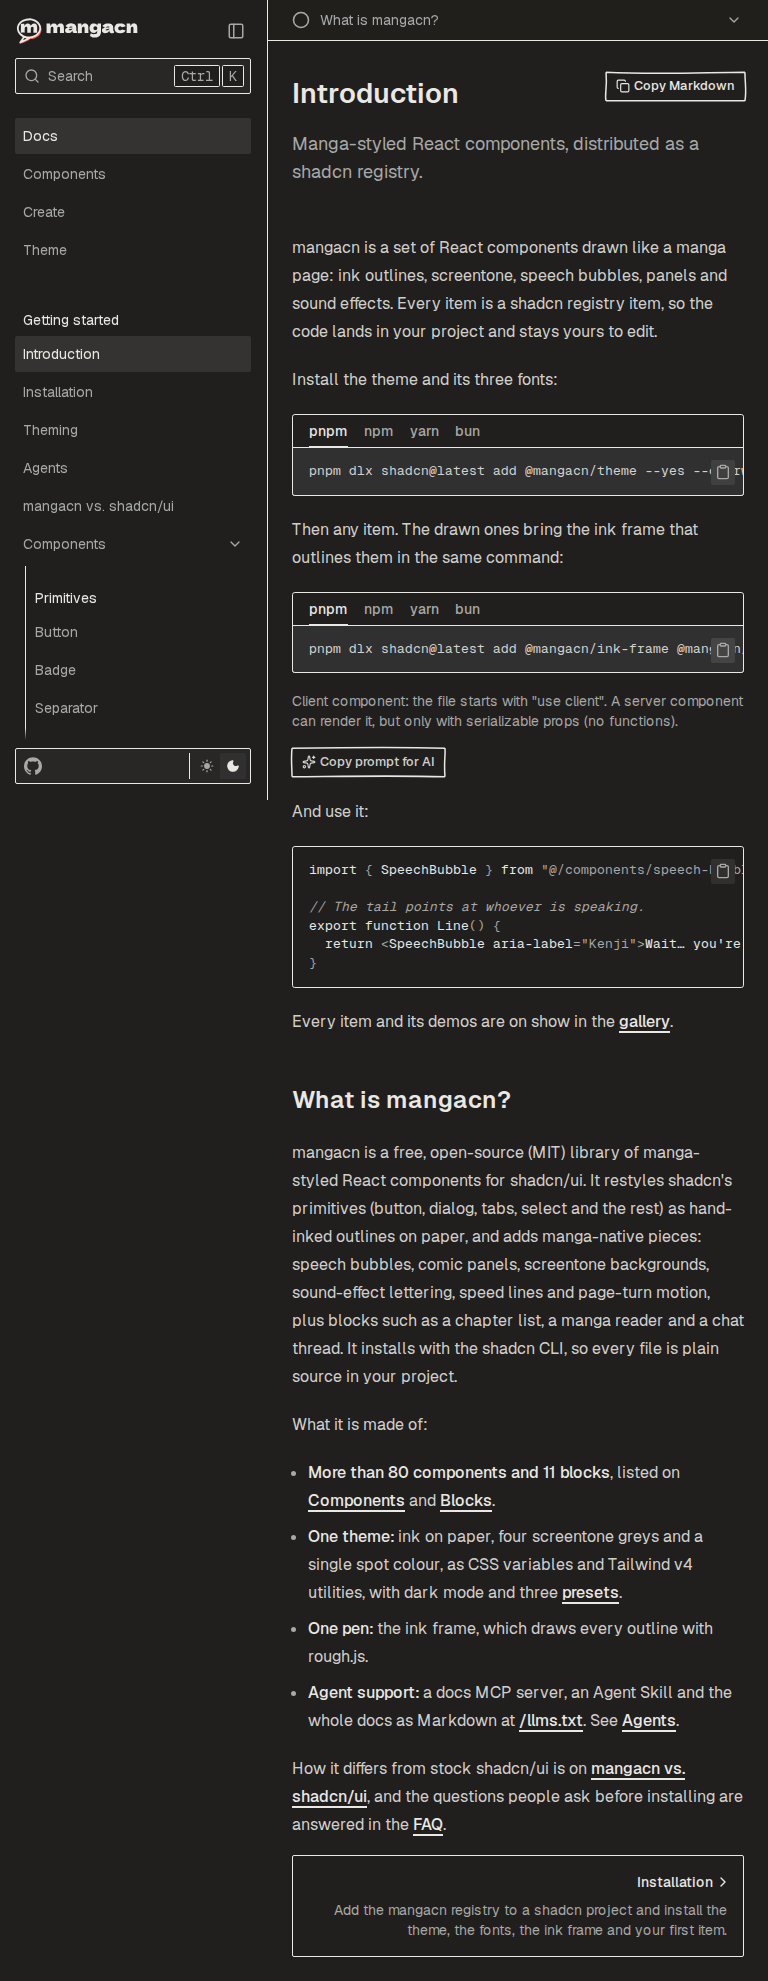 mangacn
Search Ctrl K
Docs
Components
Create
Theme
Getting started
Introduction
Installation
Theming
Agents
mangacn vs. shadcn/ui
Components
Primitives
Button
Badge
Separator
What is mangacn?
Introduction
Copy Markdown
Manga-styled React components, distributed as a
shadcn registry.
mangacn is a set of React components drawn like a manga
page: ink outlines, screentone, speech bubbles, panels and
sound effects. Every item is a shadcn registry item, so the
code lands in your project and stays yours to edit.
Install the theme and its three fonts:
pnpm npm yarn bun
pnpm dlx shadcn@latest add @mangacn/theme --yes
Then any item. The drawn ones bring the ink frame that
outlines them in the same command:
pnpm npm yarn bun
pnpm dlx shadcn@latest add @mangacn/ink-frame
Client component: the file starts with "use client". A server component
can render it, but only with serializable props (no functions).
Copy prompt for AI
And use it:
import { SpeechBubble } from "@/components/speech-
// The tail points at whoever is speaking.
export function Line() {
return <SpeechBubble aria-label="Kenji">Wait… you're
}
Every item and its demos are on show in the gallery.
What is mangacn?
mangacn is a free, open-source (MIT) library of manga-
styled React components for shadcn/ui. It restyles shadcn's
primitives (button, dialog, tabs, select and the rest) as hand-
inked outlines on paper, and adds manga-native pieces:
speech bubbles, comic panels, screentone backgrounds,
sound-effect lettering, speed lines and page-turn motion,
plus blocks such as a chapter list, a manga reader and a chat
thread. It installs with the shadcn CLI, so every file is plain
source in your project.
What it is made of:
More than 80 components and 11 blocks, listed on
Components and Blocks.
One theme: ink on paper, four screentone greys and a
single spot colour, as CSS variables and Tailwind v4
utilities, with dark mode and three presets.
One pen: the ink frame, which draws every outline with
rough.js.
Agent support: a docs MCP server, an Agent Skill and the
whole docs as Markdown at /llms.txt. See Agents.
How it differs from stock shadcn/ui is on mangacn vs.
shadcn/ui, and the questions people ask before installing are
answered in the FAQ.
Installation
Add the mangacn registry to a shadcn project and install the
theme, the fonts, the ink frame and your first item.